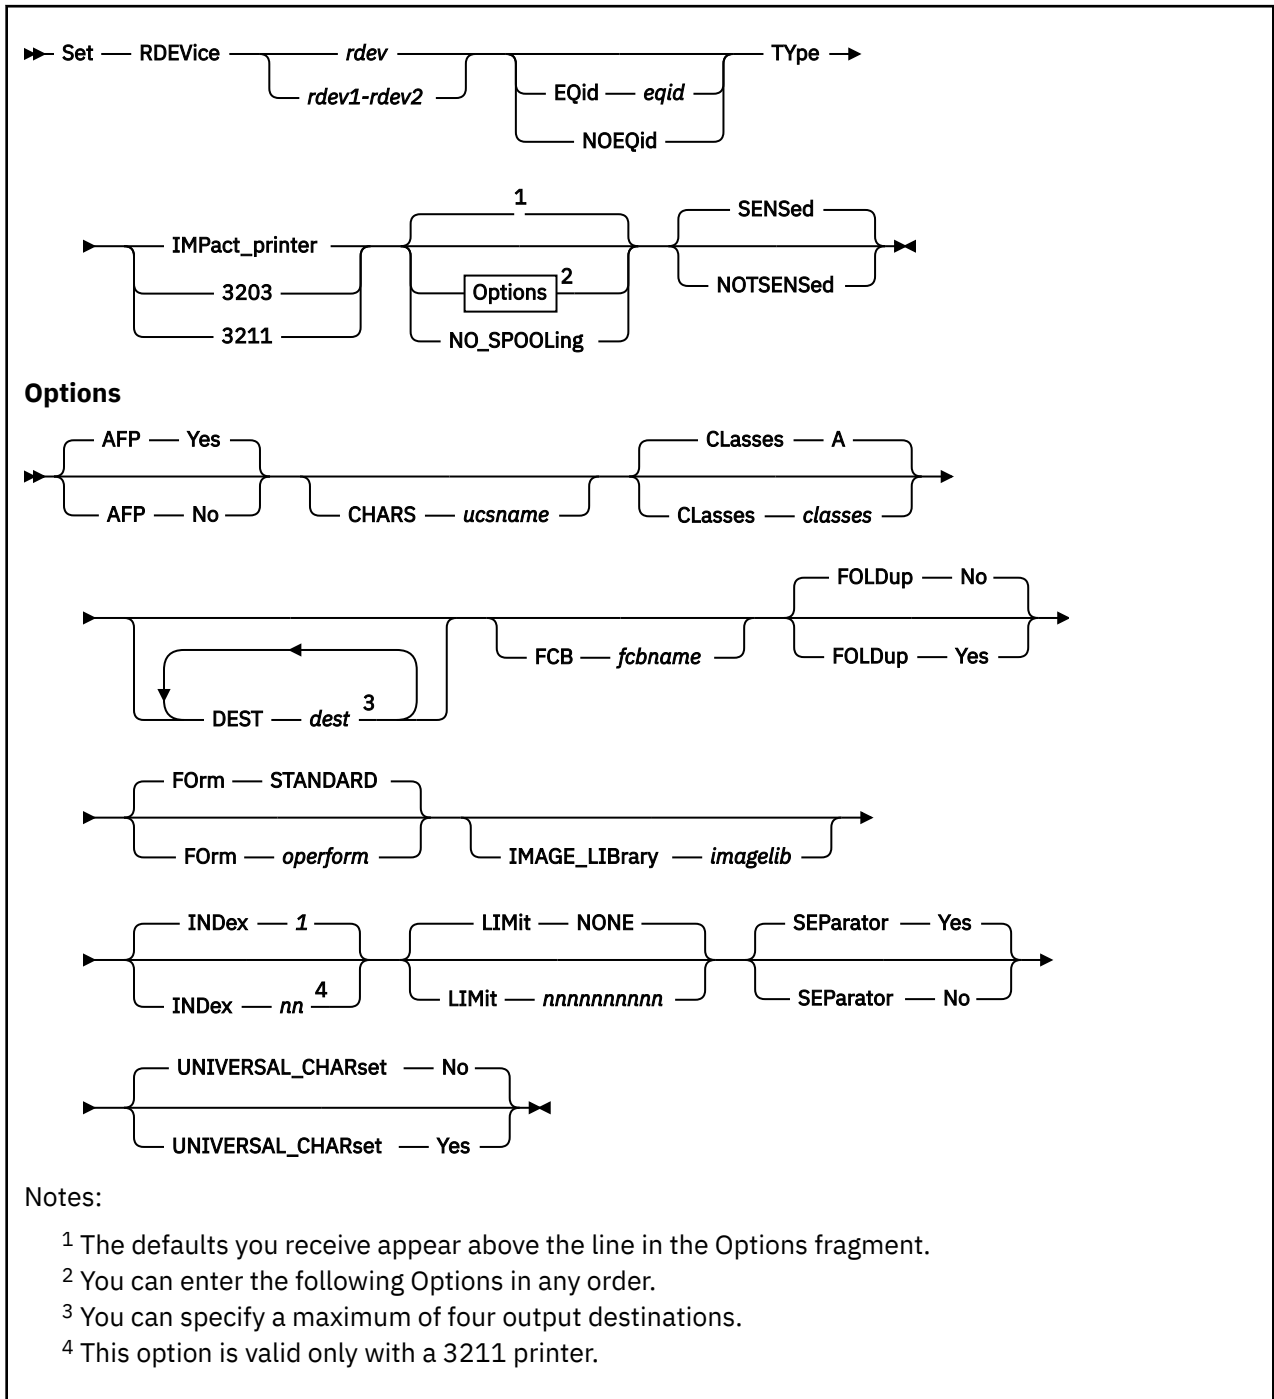 Set RDEVice rdev TYpe
rdev1-rdev2 EQid eqid
NOEQid
1
SENSed
IMPact_printer
3203 Options 2 NOTSENSed
3211 NO_SPOOLing
Options
AFP Yes CLasses A
AFP No CHARS ucsname CLasses classes
FOLDup No
FCB fcbname FOLDup Yes
DEST dest 3
FOrm STANDARD
FOrm operform IMAGE_LIBrary imagelib
INDex 1 LIMit NONE SEParator Yes
INDex nn 4 LIMit nnnnnnnnnn SEParator No
UNIVERSAL_CHARset No
UNIVERSAL_CHARset Yes
Notes:
1 The defaults you receive appear above the line in the Options fragment.
2 You can enter the following Options in any order.
3 You can specify a maximum of four output destinations.
4 This option is valid only with a 3211 printer.